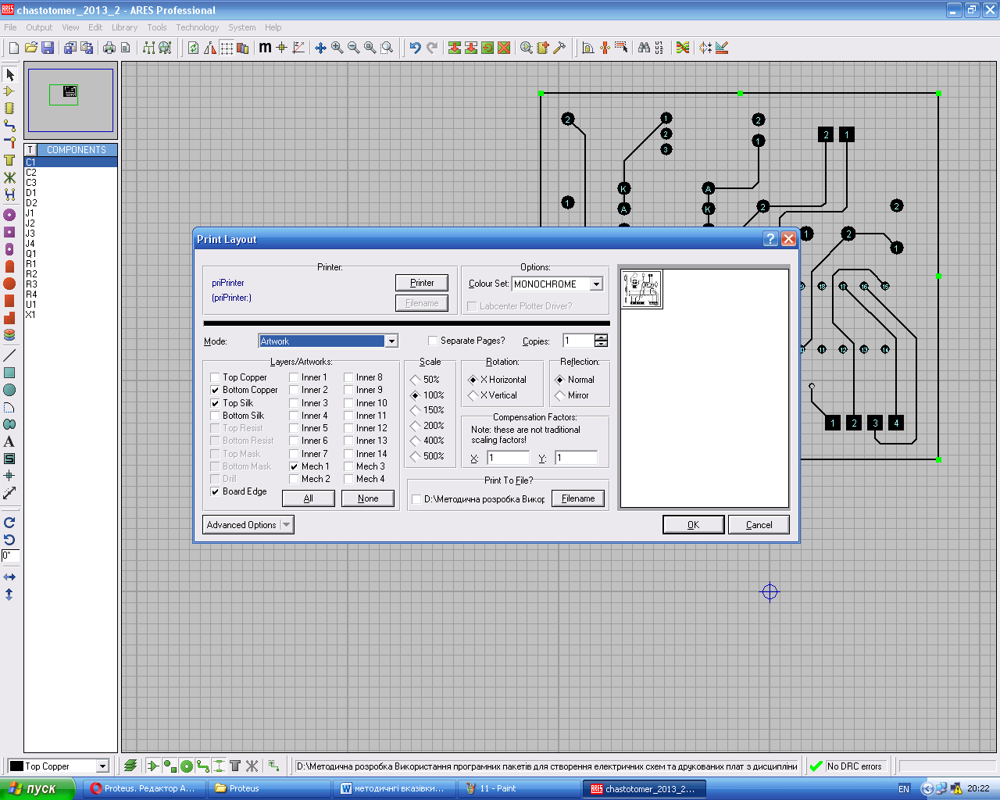 chastotomer_2013_2 - ARES Professional
File Output View Edit Library Tools Technology System Help
T COMPONENTS
C1
C2
C3
D1
D2
J1
J2
J3
J4
Q1
R1
R2
R3
R4
U1
X1
2 1 2 3 2 1 2 1
K A 1 A K 2 2
1 2 1
18 17 16 15
11 12 13 14
1 2 3 4
Print Layout
Printer:
priPrinter
(priPrinter:)
Printer
Filename
Options:
Colour Set: MONOCHROME
Labcenter Plotter Driver?
Mode: Artwork
Separate Pages? Copies: 1
Layers/Artworks:
Top Copper Inner 1 Inner 8
Bottom Copper Inner 2 Inner 9
Top Silk Inner 3 Inner 10
Bottom Silk Inner 4 Inner 11
Top Resist Inner 5 Inner 12
Bottom Resist Inner 6 Inner 13
Top Mask Inner 7 Inner 14
Bottom Mask Mech 1 Mech 3
Drill Mech 2 Mech 4
Board Edge All None
Scale
50%
100%
150%
200%
400%
500%
Rotation:
X Horizontal
X Vertical
Reflection:
Normal
Mirror
Compensation Factors:
Note: these are not traditional
scaling factors!
X: 1 Y: 1
Print To File?
D:\Методична розробка Викор Filename
Advanced Options OK Cancel
0°
Top Copper
D:\Методична розробка Використання програмних пакетів для створення електричних схем та друкованих плат з дисципліни
No DRC errors
пуск
Proteus. Редактор A...
Proteus
методичнгі вказівки...
11 - Paint
chastotomer_2013_2...
EN
20:22